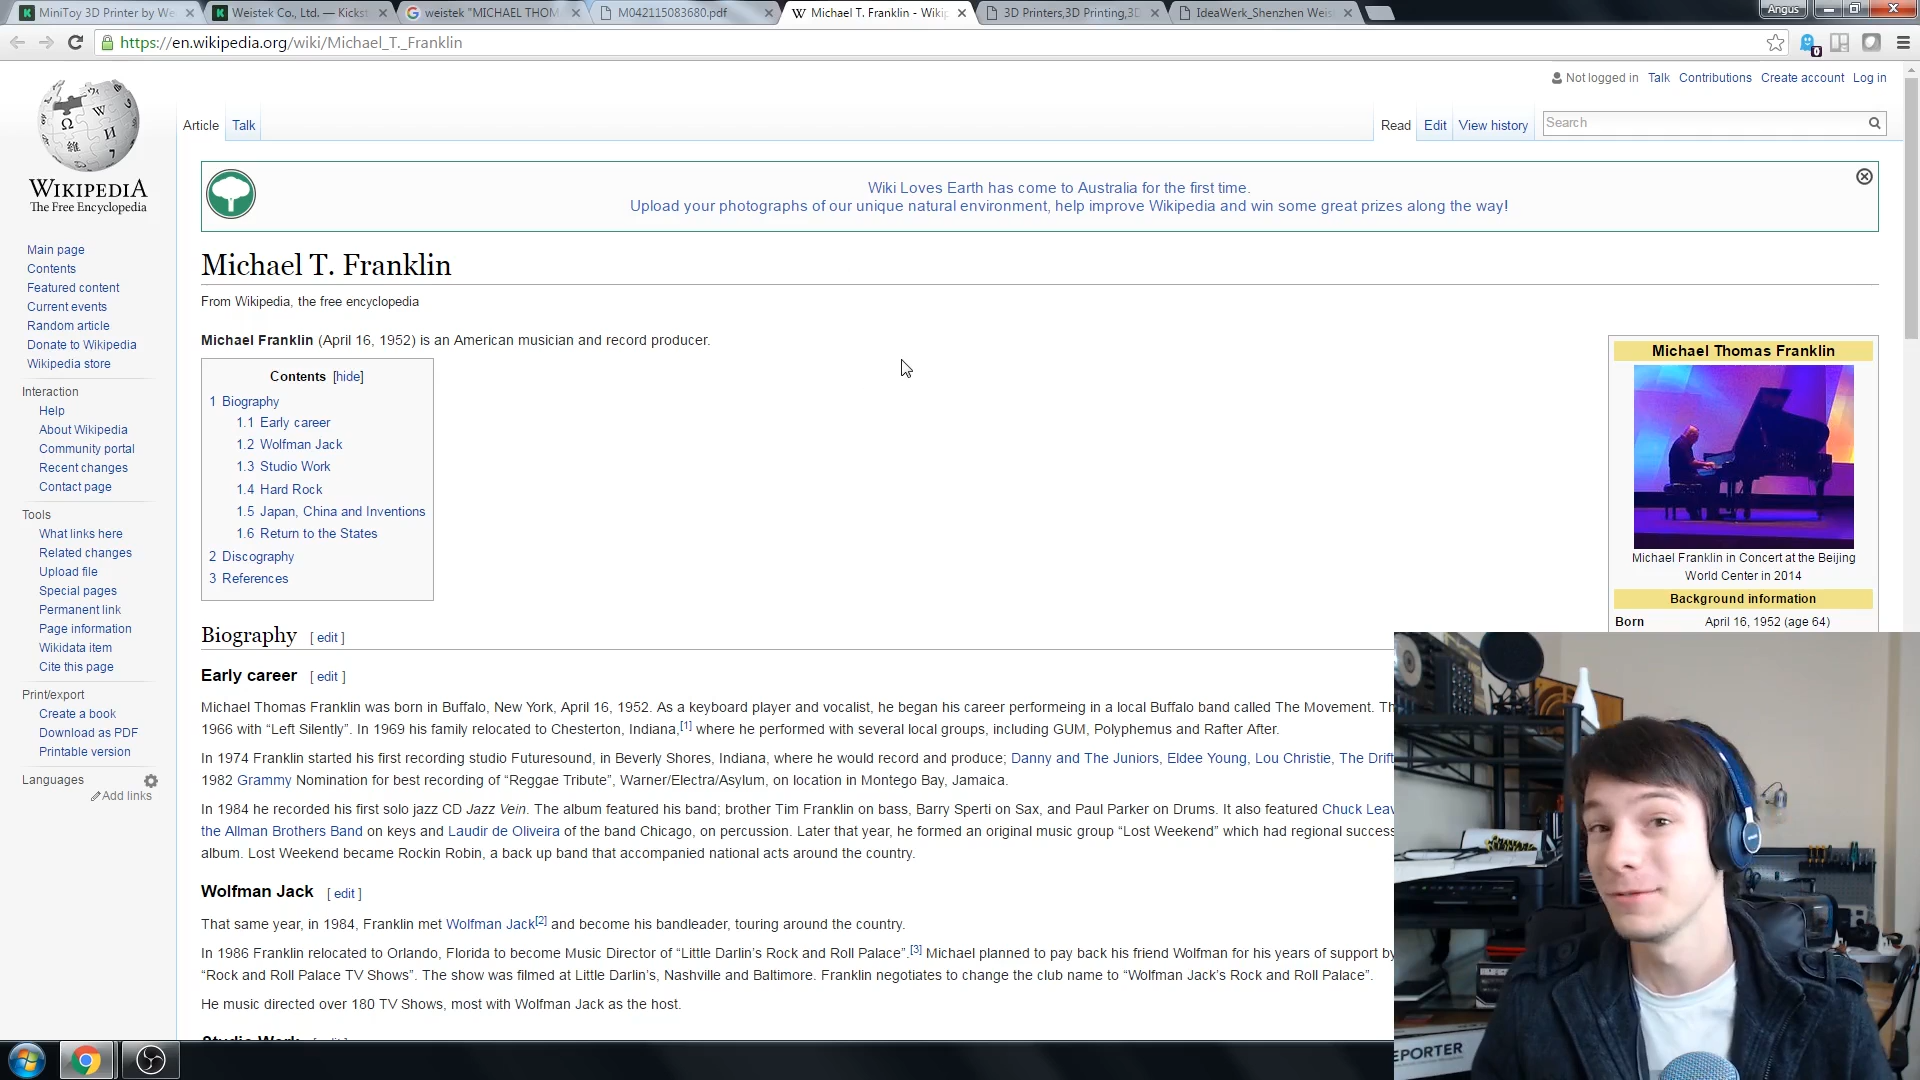 MiniToy 3D Printer by We
Weistek Co., Ltd. — Kickst
weistek "MICHAEL THOM
M042115083680.pdf
Michael T. Franklin - Wikip
3D Printers,3D Printing,3D
IdeaWerk_Shenzhen Weis
Angus
https://en.wikipedia.org/wiki/Michael_T._Franklin
Not logged in Talk Contributions Create account Log in
Article Talk
Read Edit View history Search
WIKIPEDIA
The Free Encyclopedia
Main page
Contents
Featured content
Current events
Random article
Donate to Wikipedia
Wikipedia store
Interaction
Help
About Wikipedia
Community portal
Recent changes
Contact page
Tools
What links here
Related changes
Upload file
Special pages
Permanent link
Page information
Wikidata item
Cite this page
Print/export
Create a book
Download as PDF
Printable version
Languages
Add links
Wiki Loves Earth has come to Australia for the first time.
Upload your photographs of our unique natural environment, help improve Wikipedia and win some great prizes along the way!
Michael T. Franklin
From Wikipedia, the free encyclopedia
Michael Franklin (April 16, 1952) is an American musician and record producer.
Contents [hide]
1 Biography
1.1 Early career
1.2 Wolfman Jack
1.3 Studio Work
1.4 Hard Rock
1.5 Japan, China and Inventions
1.6 Return to the States
2 Discography
3 References
Michael Thomas Franklin
Michael Franklin in Concert at the Beijing
World Center in 2014
Background information
Born April 16, 1952 (age 64)
Biography [ edit ]
Early career [ edit ]
Michael Thomas Franklin was born in Buffalo, New York, April 16, 1952. As a keyboard player and vocalist, he began his career performeing in a local Buffalo band called The Movement. Th
1966 with “Left Silently”. In 1969 his family relocated to Chesterton, Indiana,[1] where he performed with several local groups, including GUM, Polyphemus and Rafter After.
In 1974 Franklin started his first recording studio Futuresound, in Beverly Shores, Indiana, where he would record and produce; Danny and The Juniors, Eldee Young, Lou Christie, The Drift
1982 Grammy Nomination for best recording of “Reggae Tribute”, Warner/Electra/Asylum, on location in Montego Bay, Jamaica.
In 1984 he recorded his first solo jazz CD Jazz Vein. The album featured his band; brother Tim Franklin on bass, Barry Sperti on Sax, and Paul Parker on Drums. It also featured Chuck Leav
the Allman Brothers Band on keys and Laudir de Oliveira of the band Chicago, on percussion. Later that year, he formed an original music group “Lost Weekend” which had regional success
album. Lost Weekend became Rockin Robin, a back up band that accompanied national acts around the country.
Wolfman Jack [ edit ]
That same year, in 1984, Franklin met Wolfman Jack[2] and become his bandleader, touring around the country.
In 1986 Franklin relocated to Orlando, Florida to become Music Director of “Little Darlin’s Rock and Roll Palace”.[3] Michael planned to pay back his friend Wolfman for his years of support by
“Rock and Roll Palace TV Shows”. The show was filmed at Little Darlin’s, Nashville and Baltimore. Franklin negotiates to change the club name to “Wolfman Jack’s Rock and Roll Palace”.
He music directed over 180 TV Shows, most with Wolfman Jack as the host.
Studio Work [ edit ]
EPORTER